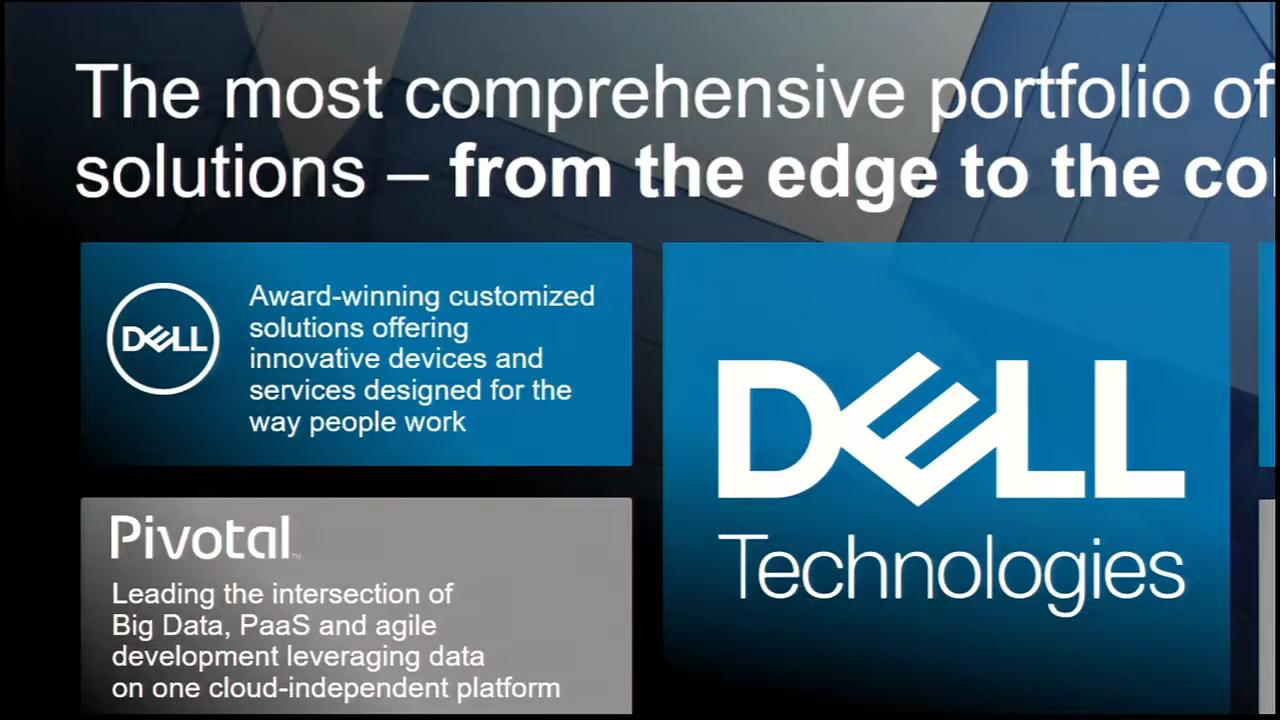 The most comprehensive portfolio of
solutions – from the edge to the
DELL
Award-winning customized
solutions offering
innovative devices and
services designed for the
way people work
DELL
Technologies
Pivotal
Leading the intersection of
Big Data, PaaS and agile
development leveraging data
on one cloud-independent platform